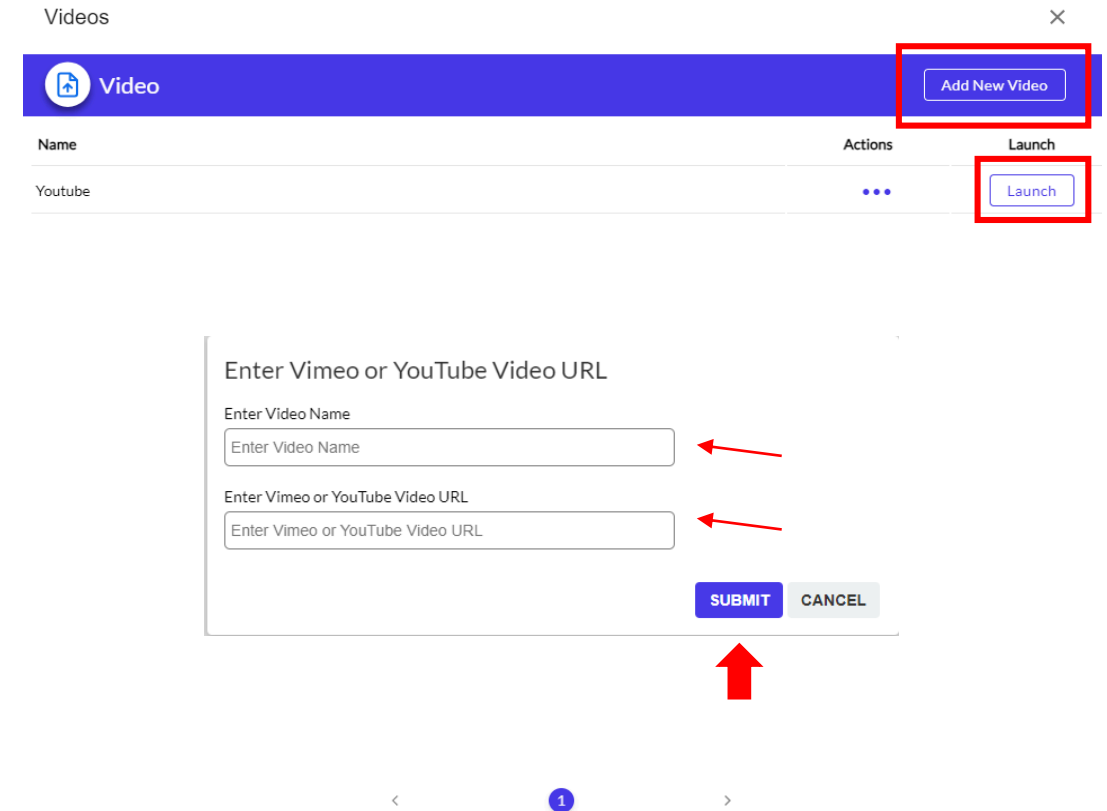 Videos
Video
Add New Video
Name Actions Launch
Youtube Launch
Enter Vimeo or YouTube Video URL
Enter Video Name
Enter Video Name
Enter Vimeo or YouTube Video URL
Enter Vimeo or YouTube Video URL
SUBMIT CANCEL
1